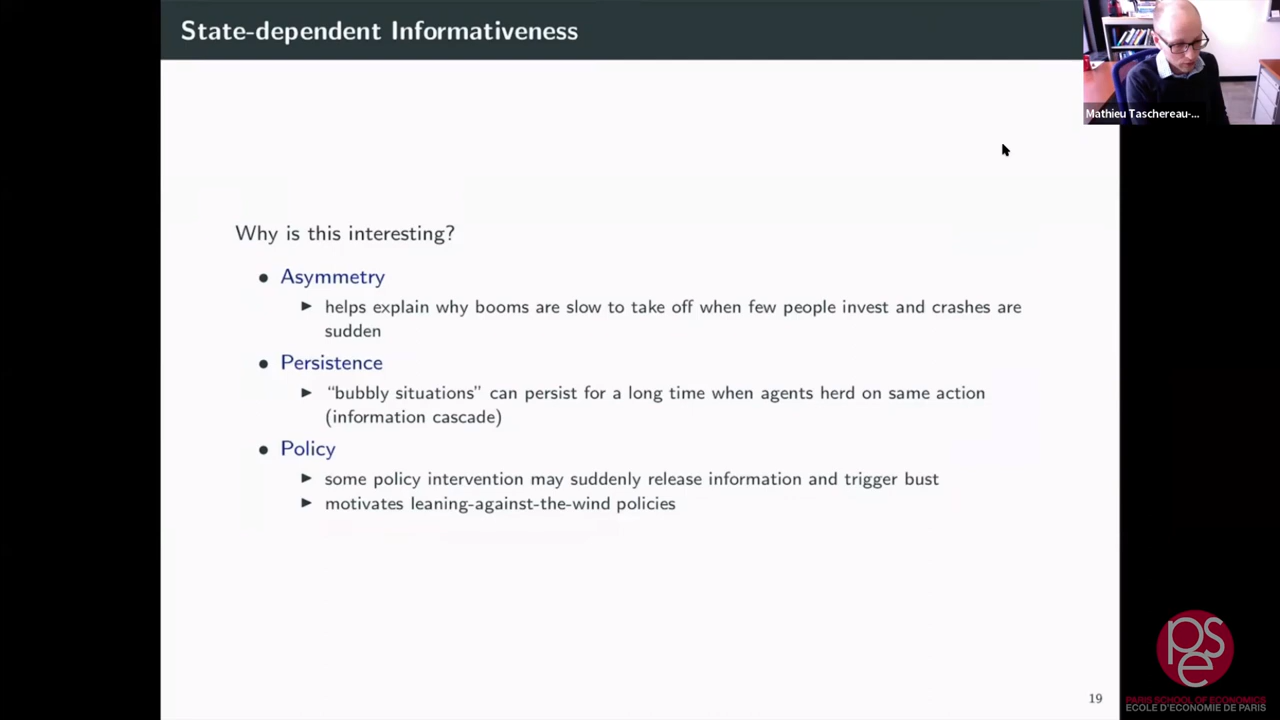 State-dependent Informativeness
Mathieu Taschereau-...
Why is this interesting?
• Asymmetry
▶ helps explain why booms are slow to take off when few people invest and crashes are
sudden
• Persistence
▶ “bubbly situations” can persist for a long time when agents herd on same action
(information cascade)
• Policy
▶ some policy intervention may suddenly release information and trigger bust
▶ motivates leaning-against-the-wind policies
19
pse
PARIS SCHOOL OF ECONOMICS
ECOLE D'ECONOMIE DE PARIS